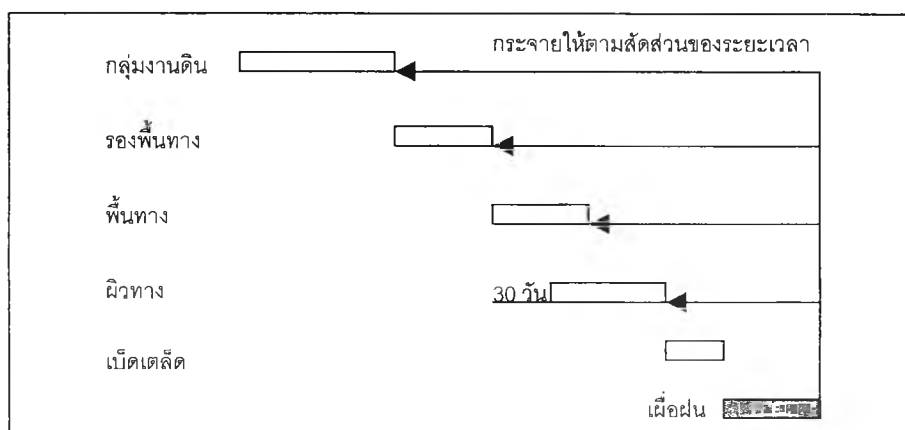 กระจายให้ตามสัดส่วนของระยะเวลา
กลุ่มงานดิน
รองพื้นทาง
พื้นทาง
ผิวทาง
30 วัน
เบ็ดเตล็ด
เผื่อฝน